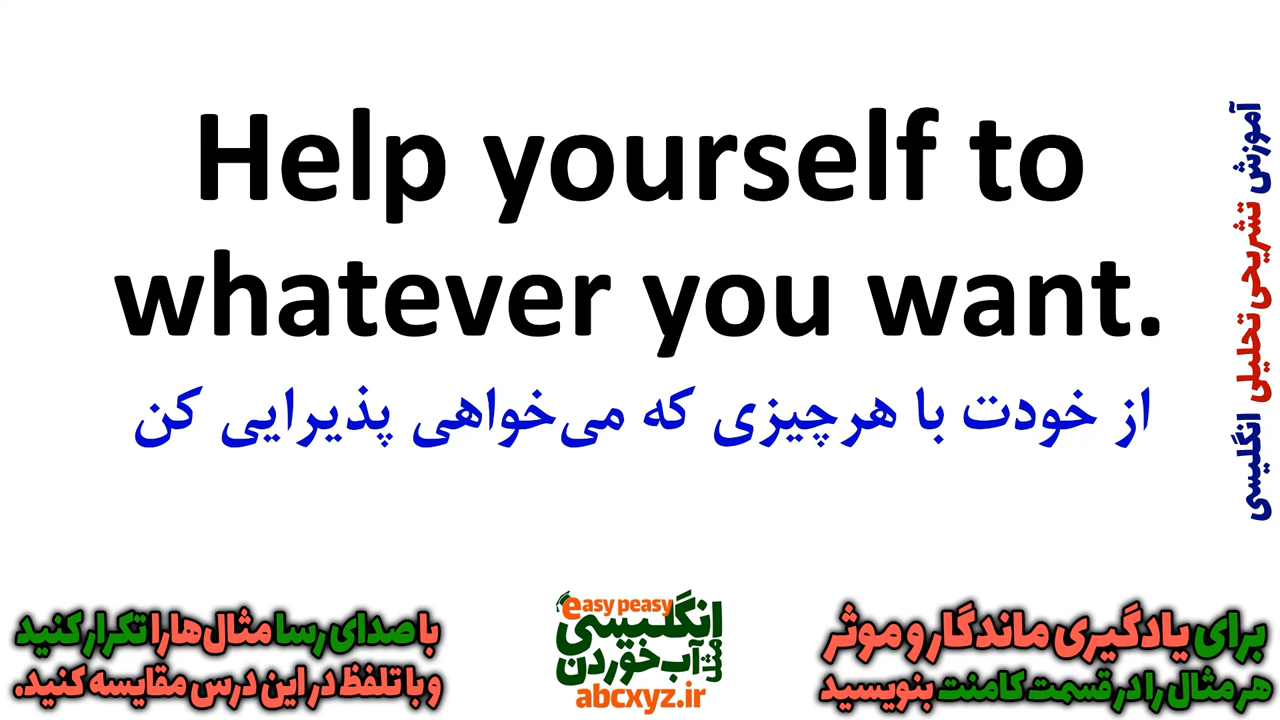 Help yourself to
whatever you want.
از خودت با هرچیزی که می‌خواهی پذیرایی کن
آموزش تشریحی تحلیلی انگلیسی
برای یادگیری ماندگار و موثر
هر مثال را در قسمت کامنت بنویسید
easy peasy
انگلیسی
مثل آب خوردن
abcxyz.ir
با صدای رسا مثال‌ها را تکرار کنید
و با تلفظ در این درس مقایسه کنید.